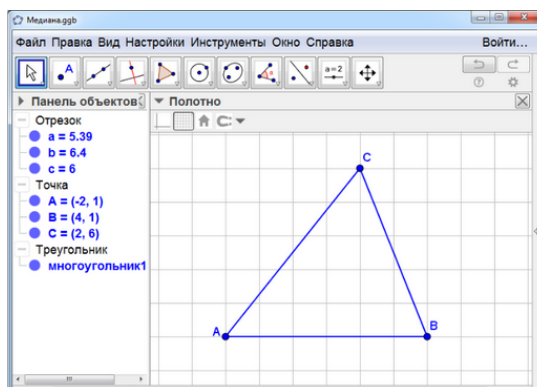 Медиана.ggb
Файл Правка Вид Настройки Инструменты Окно Справка Войти...
A
a = 2
Панель объектов
Полотно
Отрезок
a = 5.39
b = 6.4
c = 6
Точка
A = (-2, 1)
B = (4, 1)
C = (2, 6)
Треугольник
многоугольник1
C
A
B